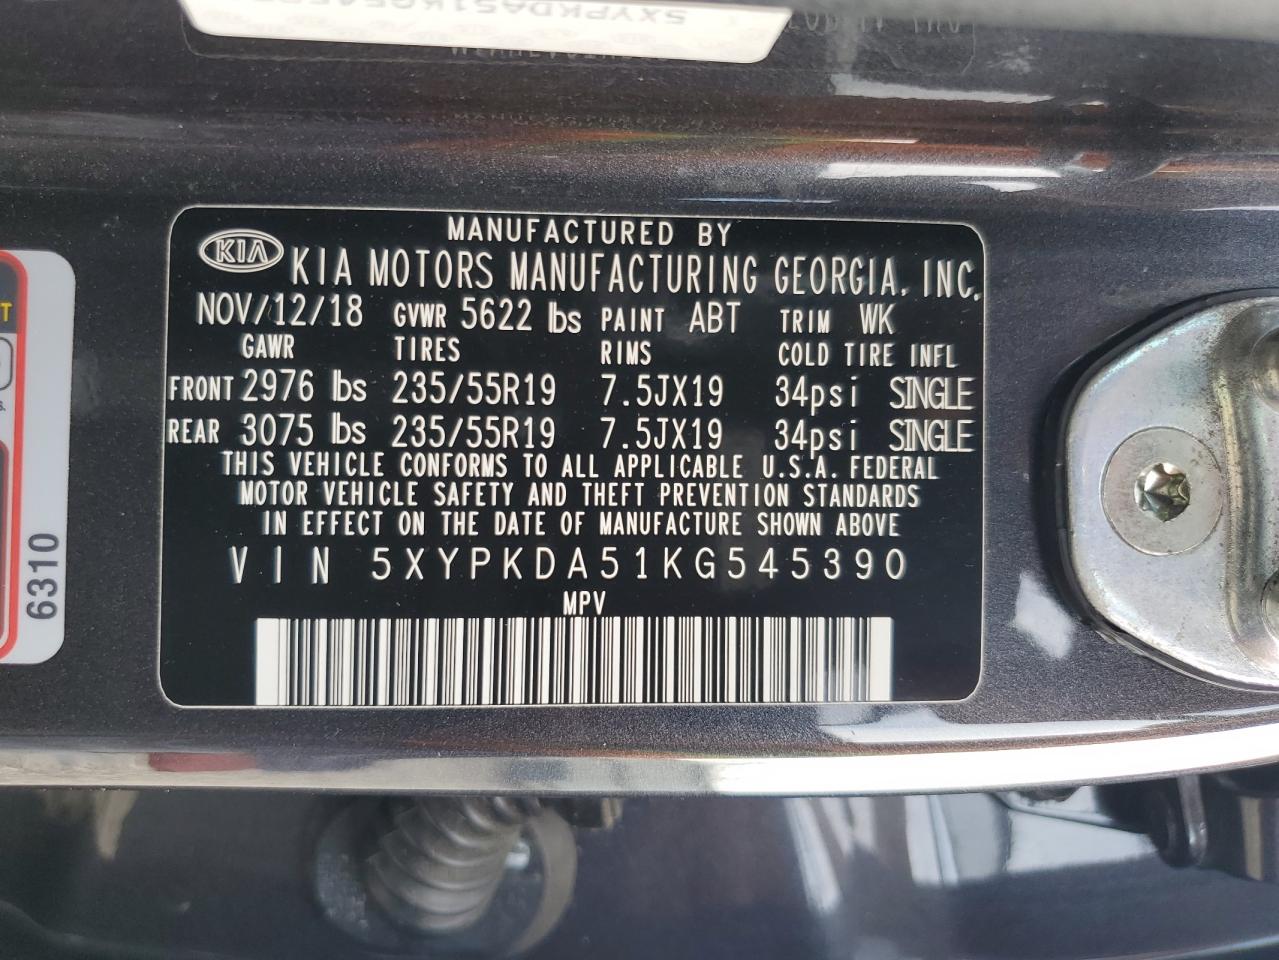 5XYPKDA51KG545390
MANUFACTURED BY
KIA KIA MOTORS MANUFACTURING GEORGIA, INC.
NOV/12/18 GVWR 5622 lbs PAINT ABT TRIM WK
GAWR TIRES RIMS COLD TIRE INFL
FRONT 2976 lbs 235/55R19 7.5JX19 34psi SINGLE
REAR 3075 lbs 235/55R19 7.5JX19 34psi SINGLE
THIS VEHICLE CONFORMS TO ALL APPLICABLE U.S.A. FEDERAL
MOTOR VEHICLE SAFETY AND THEFT PREVENTION STANDARDS
IN EFFECT ON THE DATE OF MANUFACTURE SHOWN ABOVE
VIN 5XYPKDA51KG545390
MPV
6310